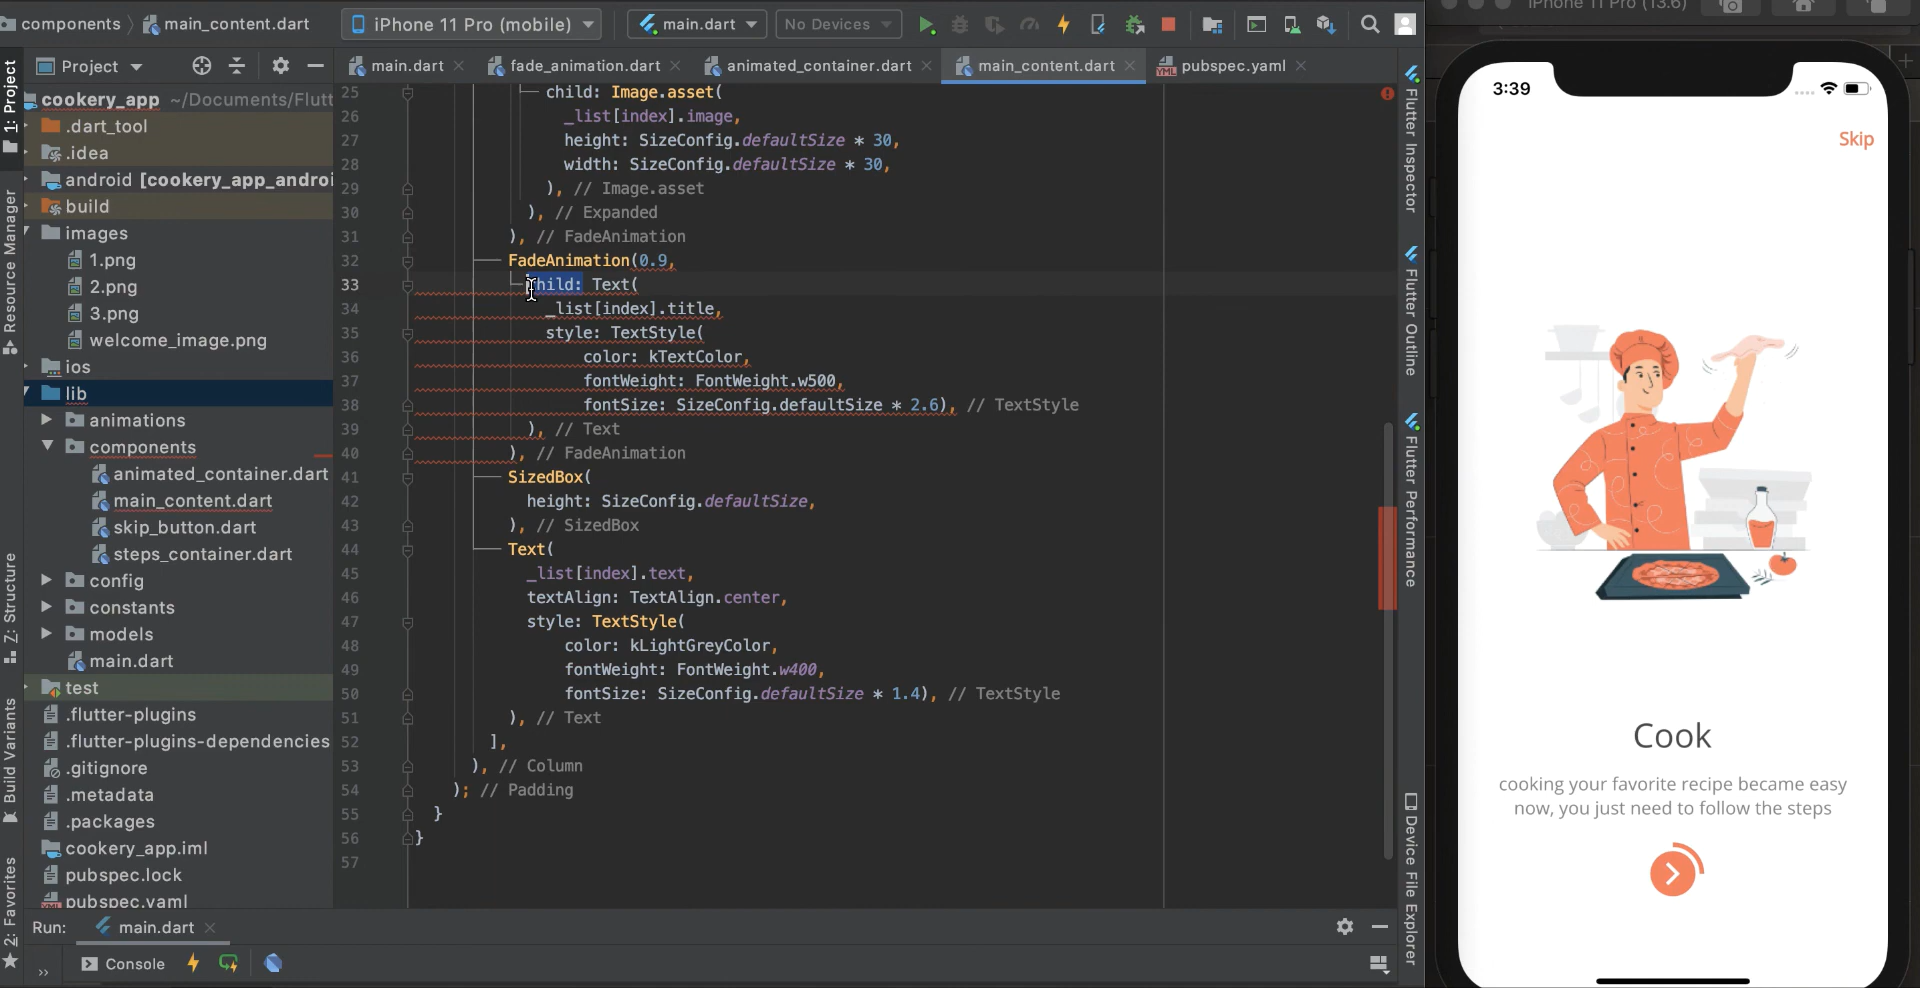 components
main_content.dart
iPhone 11 Pro (mobile)
main.dart
No Devices
iPhone 11 Pro (13.6)
Project
main.dart
fade_animation.dart
animated_container.dart
main_content.dart
pubspec.yaml
1: Project
Resource Manager
Z: Structure
Build Variants
2: Favorites
cookery_app ~/Documents/Flutt
.dart_tool
.idea
android [cookery_app_androi
build
images
1.png
2.png
3.png
welcome_image.png
ios
lib
animations
components
animated_container.dart
main_content.dart
skip_button.dart
steps_container.dart
config
constants
models
main.dart
test
.flutter-plugins
.flutter-plugins-dependencies
.gitignore
.metadata
.packages
cookery_app.iml
pubspec.lock
pubspec.yaml
25 child: Image.asset(
26 _list[index].image,
27 height: SizeConfig.defaultSize * 30,
28 width: SizeConfig.defaultSize * 30,
29 ), // Image.asset
30 ), // Expanded
31 ), // FadeAnimation
32 FadeAnimation(0.9,
33 child: Text(
34 _list[index].title,
35 style: TextStyle(
36 color: kTextColor,
37 fontWeight: FontWeight.w500,
38 fontSize: SizeConfig.defaultSize * 2.6), // TextStyle
39 ), // Text
40 ), // FadeAnimation
41 SizedBox(
42 height: SizeConfig.defaultSize,
43 ), // SizedBox
44 Text(
45 _list[index].text,
46 textAlign: TextAlign.center,
47 style: TextStyle(
48 color: kLightGreyColor,
49 fontWeight: FontWeight.w400,
50 fontSize: SizeConfig.defaultSize * 1.4), // TextStyle
51 ), // Text
52 ],
53 ), // Column
54 ); // Padding
55 }
56 }
57
Flutter Inspector
Flutter Outline
Flutter Performance
Device File Explorer
Run:
main.dart
»
Console
3:39
Skip
Cook
cooking your favorite recipe became easy
now, you just need to follow the steps